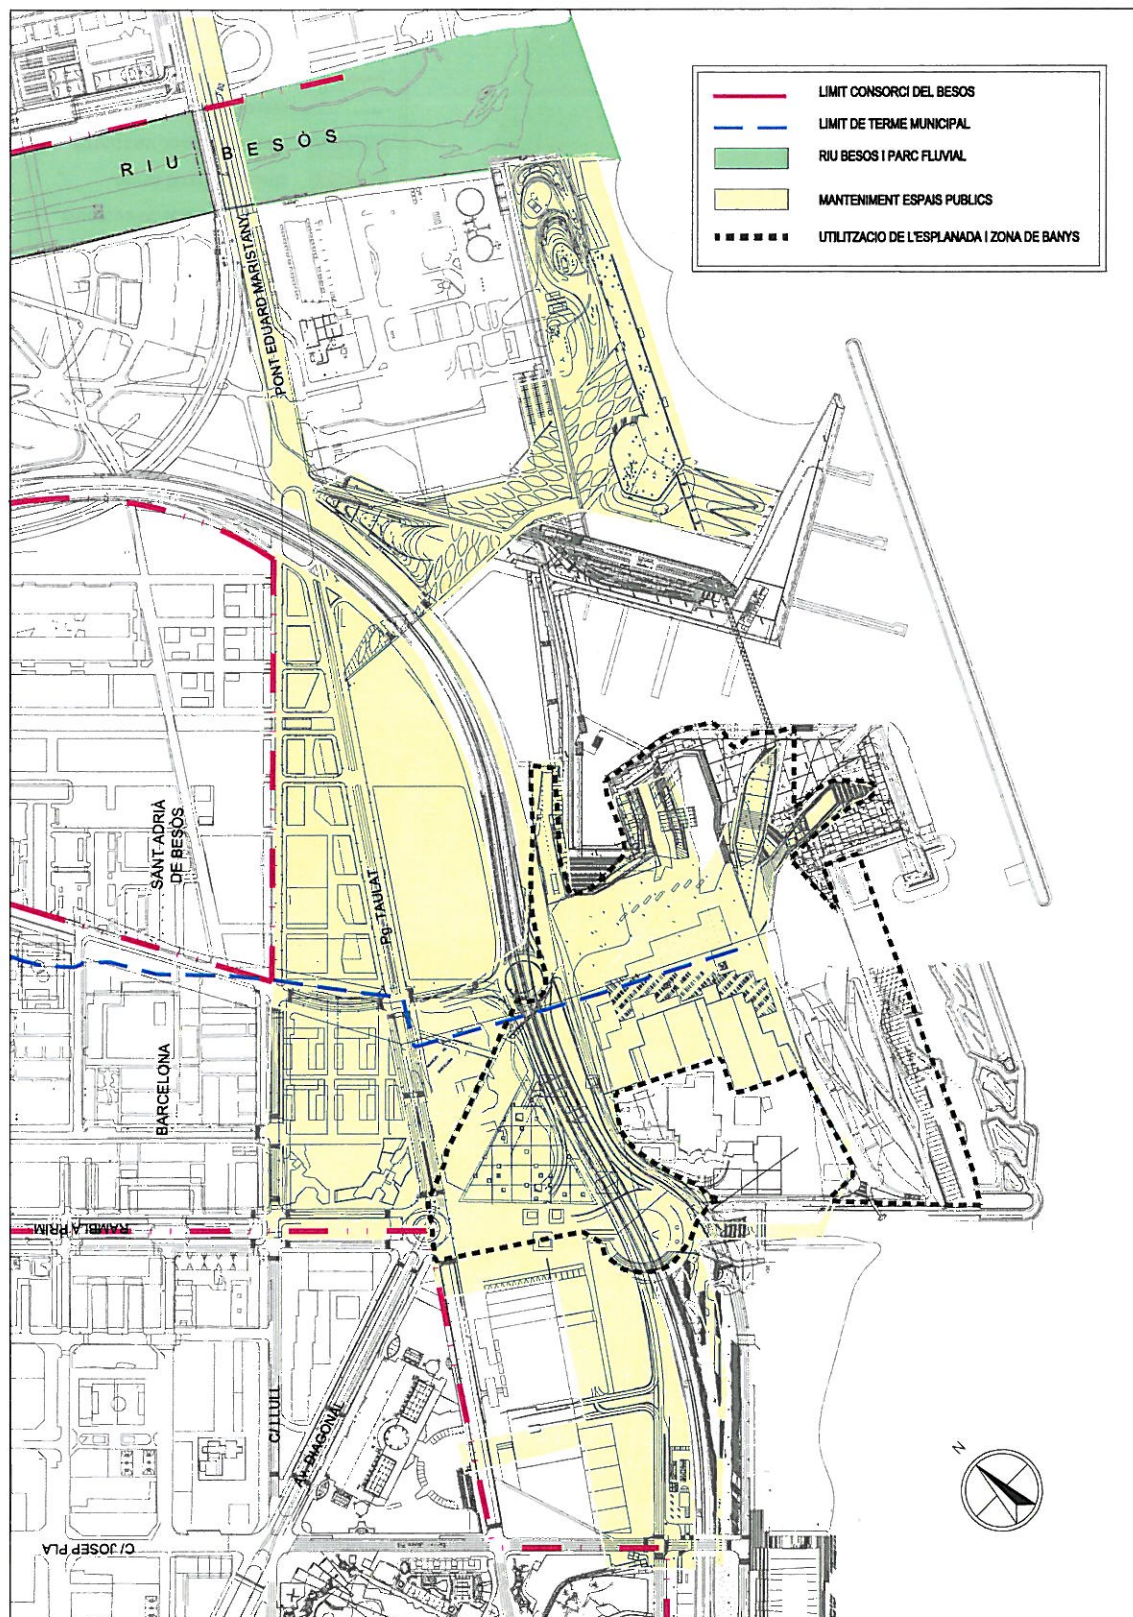 LIMIT CONSORCI DEL BESOS
LIMIT DE TERME MUNICIPAL
RIU BESOS I PARC FLUVIAL
MANTENIMENT ESPAIS PUBLICS
UTILITZACIO DE L'ESPLANADA I ZONA DE BANYS
RIU BESÒS
PONT EDUARD MARISTANY
SANT ADRIÀ
DE BESÒS
Pg. TAULAT
BARCELONA
RAMBLA PRIM
C/ LLULL
AV. DIAGONAL
C/ JOSEP PLA
N